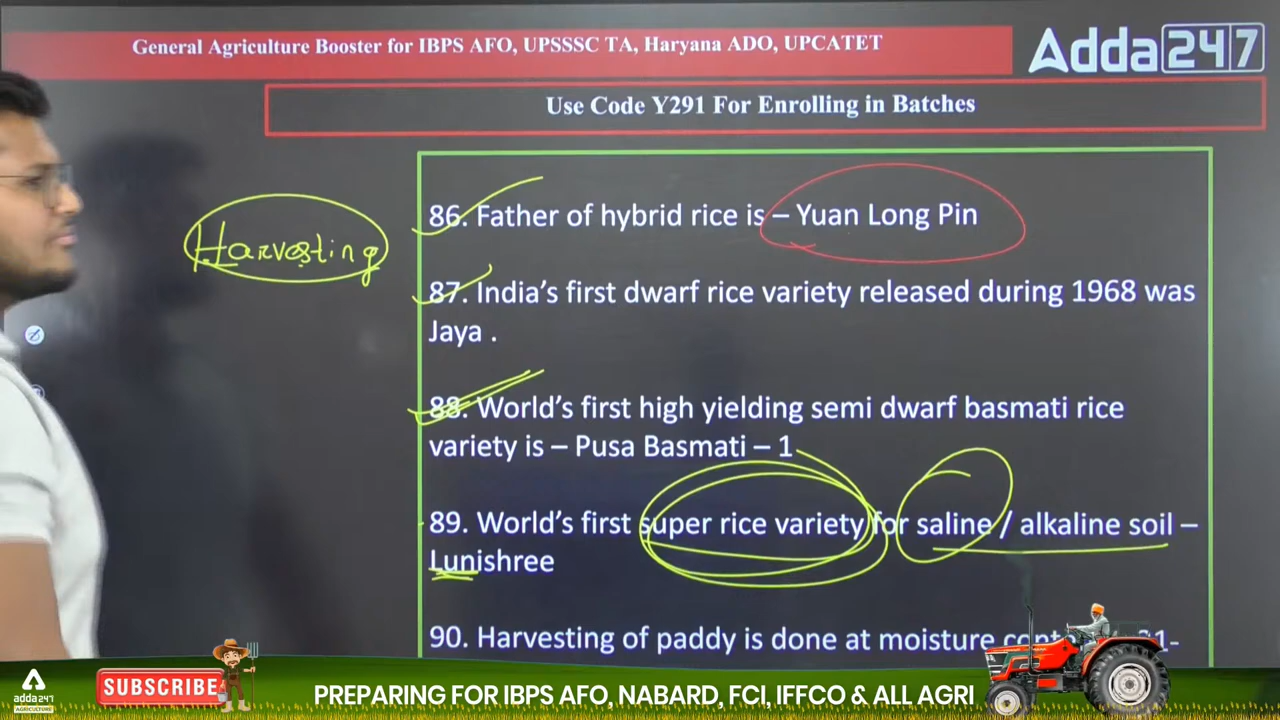 General Agriculture Booster for IBPS AFO, UPSSSC TA, Haryana ADO, UPCATET
Adda247
Use Code Y291 For Enrolling in Batches
Harvesting
86. Father of hybrid rice is – Yuan Long Pin
87. India's first dwarf rice variety released during 1968 was
Jaya .
88. World's first high yielding semi dwarf basmati rice
variety is – Pusa Basmati – 1
89. World's first super rice variety for saline / alkaline soil –
Lunishree
90. Harvesting of paddy is done at moisture
adda247
AGRICULTURE
SUBSCRIBE
PREPARING FOR IBPS AFO, NABARD, FCI, IFFCO & ALL AGRI